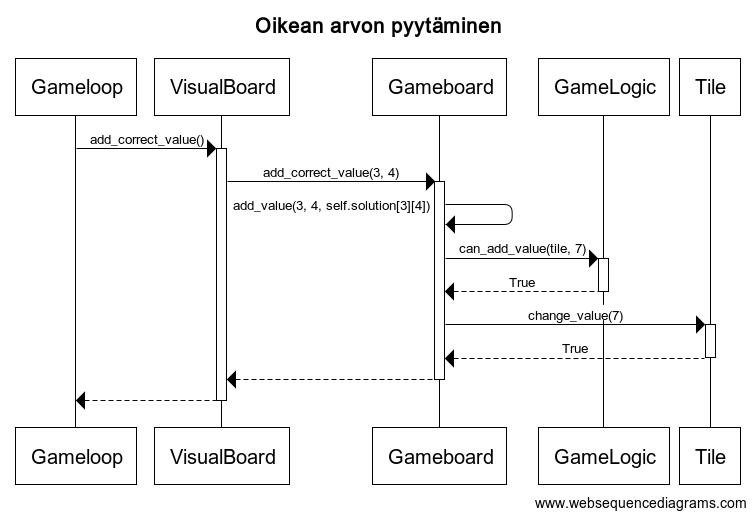 Oikean arvon pyytäminen
Gameloop
VisualBoard
Gameboard
GameLogic
Tile
add_correct_value()
add_correct_value(3, 4)
add_value(3, 4, self.solution[3][4])
can_add_value(tile, 7)
True
change_value(7)
True
Gameloop
VisualBoard
Gameboard
GameLogic
Tile
www.websequencediagrams.com